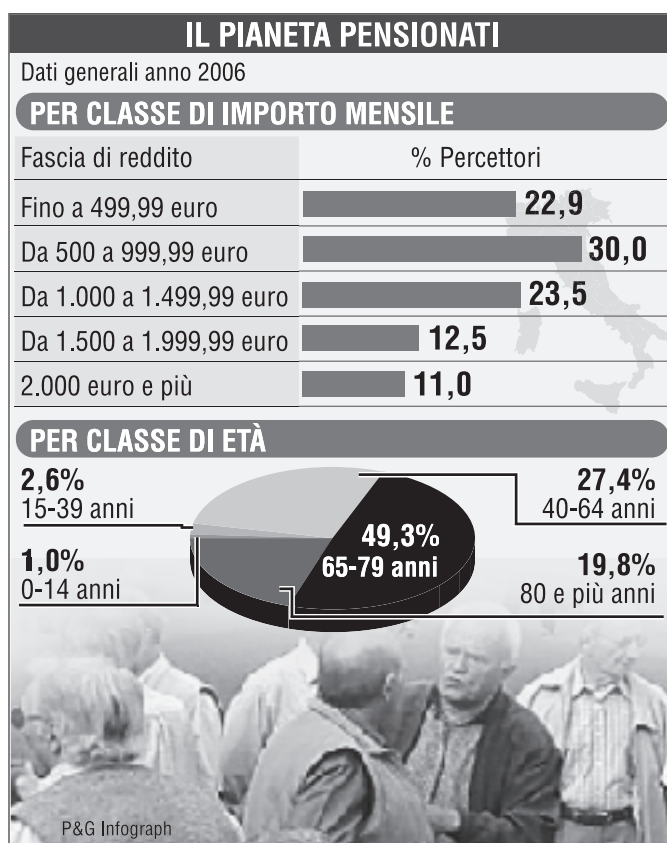 IL PIANETA PENSIONATI
Dati generali anno 2006
PER CLASSE DI IMPORTO MENSILE
Fascia di reddito % Percettori
Fino a 499,99 euro 22,9
Da 500 a 999,99 euro 30,0
Da 1.000 a 1.499,99 euro 23,5
Da 1.500 a 1.999,99 euro 12,5
2.000 euro e più 11,0
PER CLASSE DI ETÀ
2,6%
15-39 anni
27,4%
40-64 anni
49,3%
65-79 anni
1,0%
0-14 anni
19,8%
80 e più anni
P&G Infograph